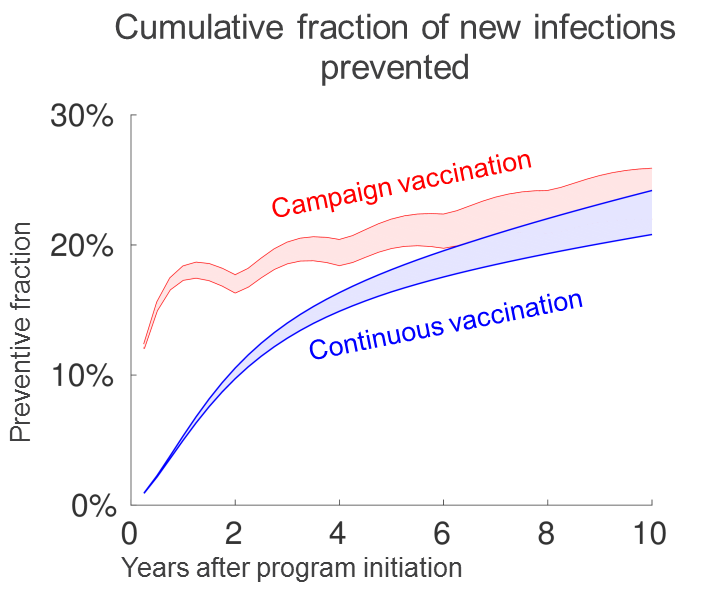 Cumulative fraction of new infections
prevented
30%
20%
10%
0%
Preventive fraction
Campaign vaccination
Continuous vaccination
0 2 4 6 8 10
Years after program initiation